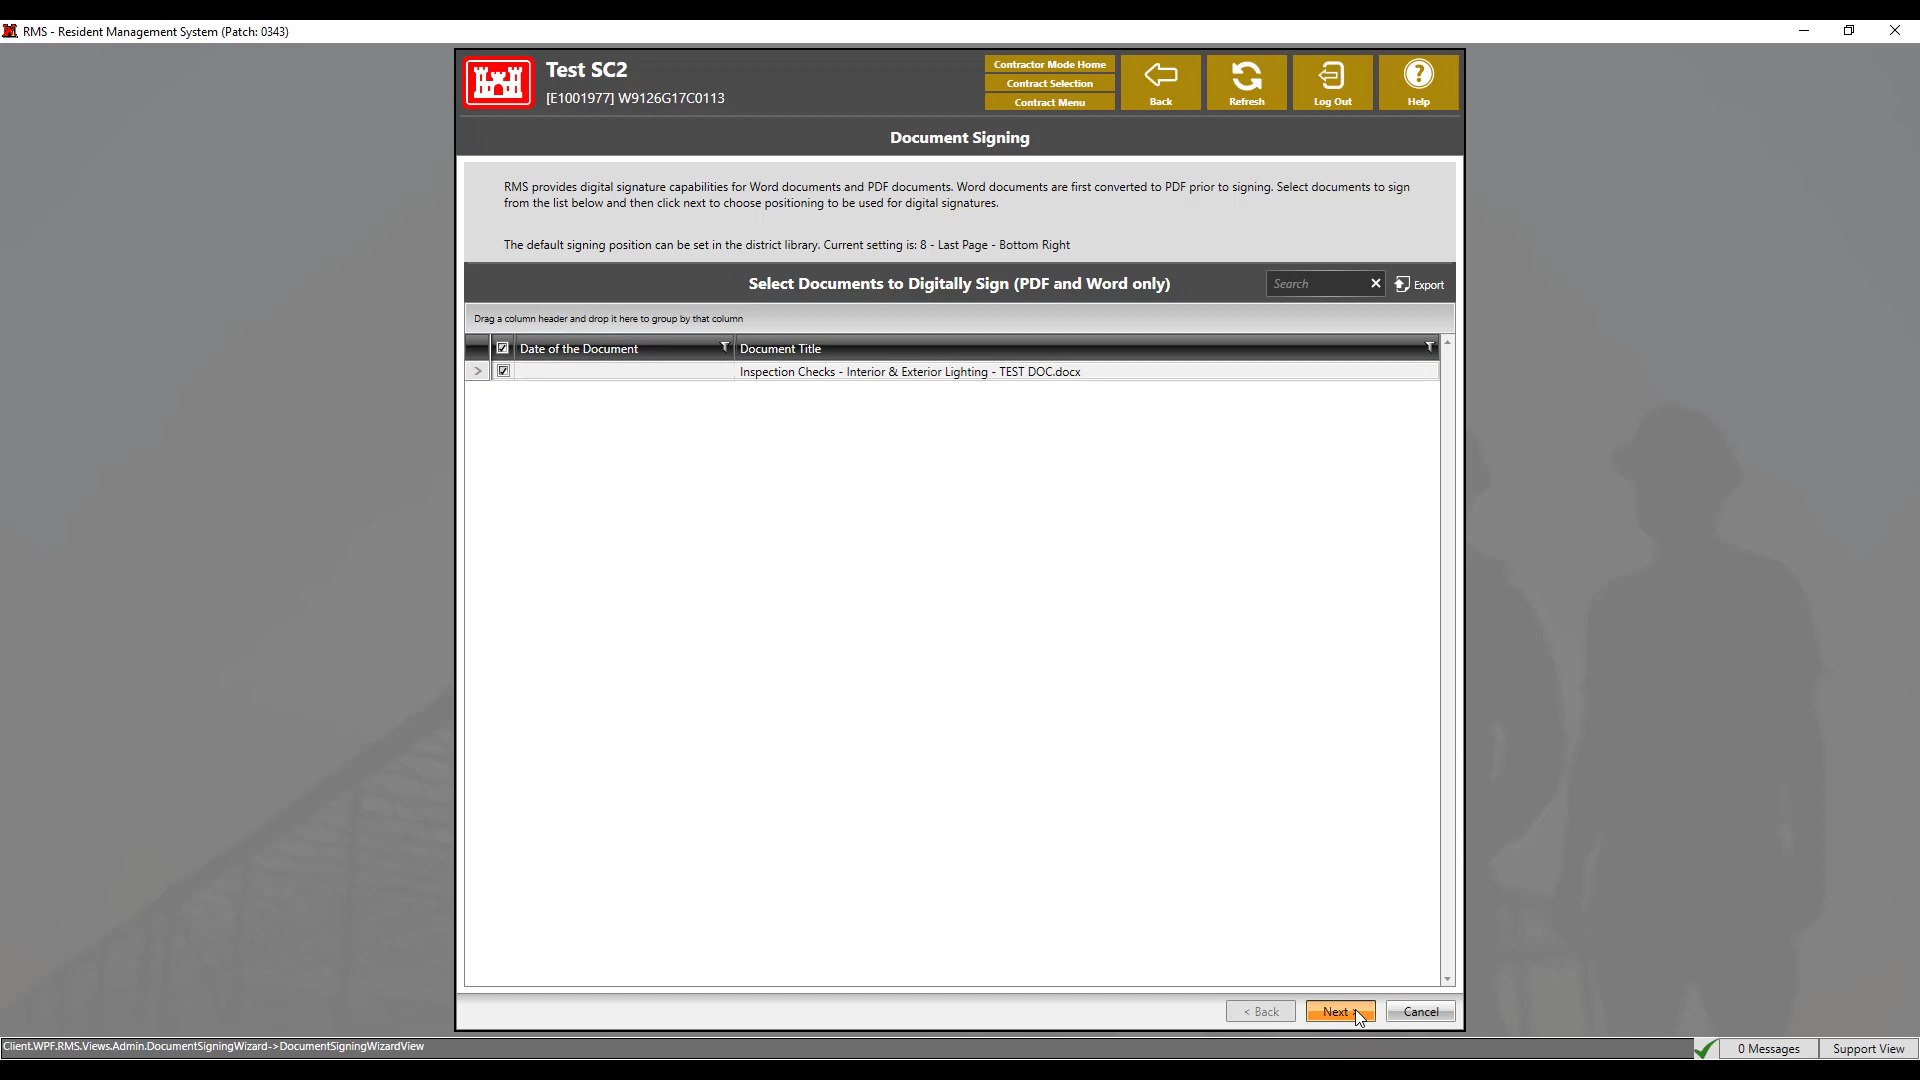 RMS - Resident Management System (Patch: 0343)
Test SC2
[E1001977] W9126G17C0113
Contractor Mode Home
Contract Selection
Contract Menu
Back
Refresh
Log Out
Help
Document Signing
RMS provides digital signature capabilities for Word documents and PDF documents. Word documents are first converted to PDF prior to signing. Select documents to sign
from the list below and then click next to choose positioning to be used for digital signatures.
The default signing position can be set in the district library. Current setting is: 8 - Last Page - Bottom Right
Select Documents to Digitally Sign (PDF and Word only)
Search
Export
Drag a column header and drop it here to group by that column
Date of the Document
Document Title
Inspection Checks - Interior & Exterior Lighting - TEST DOC.docx
< Back
Next
Cancel
Client.WPF.RMS.Views.Admin.DocumentSigningWizard->DocumentSigningWizardView
0 Messages
Support View